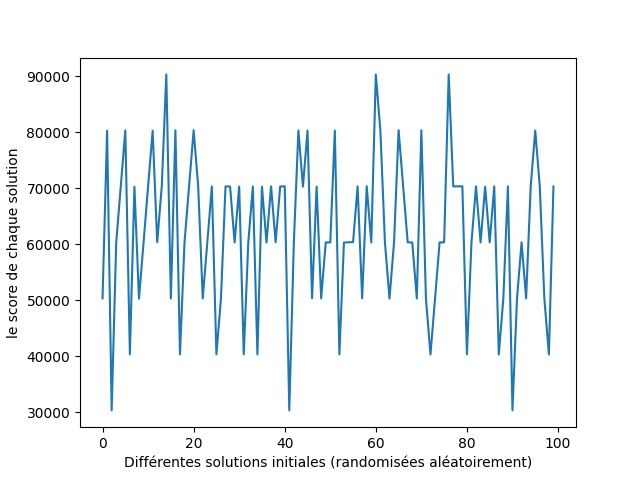 90000
80000
70000
60000
50000
40000
30000
le score de chaque solution
0 20 40 60 80 100
Différentes solutions initiales (randomisées aléatoirement)